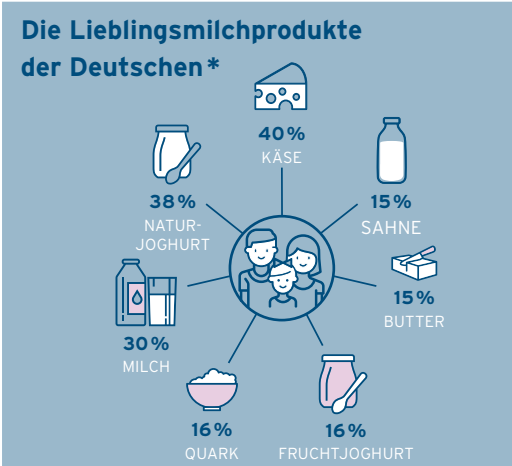 Die Lieblingsmilchprodukte
der Deutschen*
40%
KÄSE
38%
NATUR-
JOGHURT
15%
SAHNE
30%
MILCH
15%
BUTTER
16%
QUARK
16%
FRUCHTJOGHURT